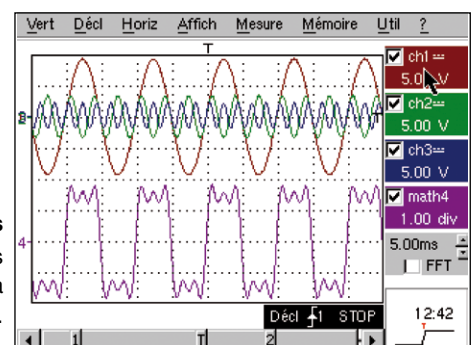 Vert Décl Horiz Affich Mesure Mémoire Util ?
T
ch1
5.00 V
ch2
5.00 V
ch3
5.00 V
math4
1.00 div
5.00ms
FFT
4
s
s
a
.
Décl 1 STOP
12:42
1 T 2